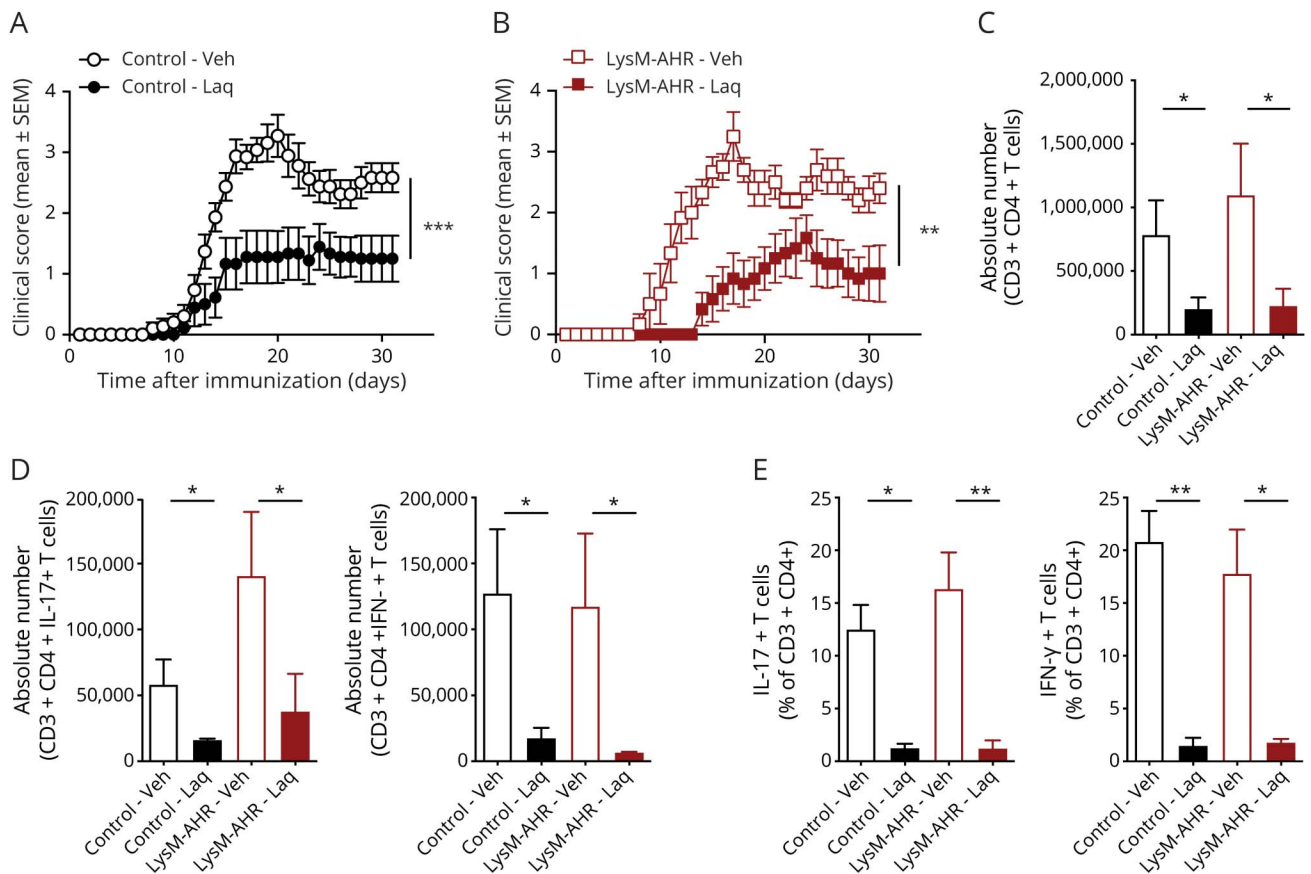 A
Control - Veh
Control - Laq
Clinical score (mean ± SEM)
4
3
2
1
0
0
10
20
30
Time after immunization (days)
***
B
LysM-AHR - Veh
LysM-AHR - Laq
Clinical score (mean ± SEM)
4
3
2
1
0
0
10
20
30
Time after immunization (days)
**
C
Absolute number
(CD3 + CD4 + T cells)
2,000,000
1,500,000
1,000,000
500,000
0
*
*
Control - Veh
Control - Laq
LysM-AHR - Veh
LysM-AHR - Laq
D
Absolute number
(CD3 + CD4 + IL-17+ T cells)
200,000
150,000
100,000
50,000
0
*
*
Control - Veh
Control - Laq
LysM-AHR - Veh
LysM-AHR - Laq
Absolute number
(CD3 + CD4 +IFN- + T cells)
200,000
150,000
100,000
50,000
0
*
*
Control - Veh
Control - Laq
LysM-AHR - Veh
LysM-AHR - Laq
E
IL-17 + T cells
(% of CD3 + CD4+)
25
20
15
10
5
0
*
**
Control - Veh
Control - Laq
LysM-AHR - Veh
LysM-AHR - Laq
IFN-γ + T cells
(% of CD3 + CD4+)
25
20
15
10
5
0
**
*
Control - Veh
Control - Laq
LysM-AHR - Veh
LysM-AHR - Laq